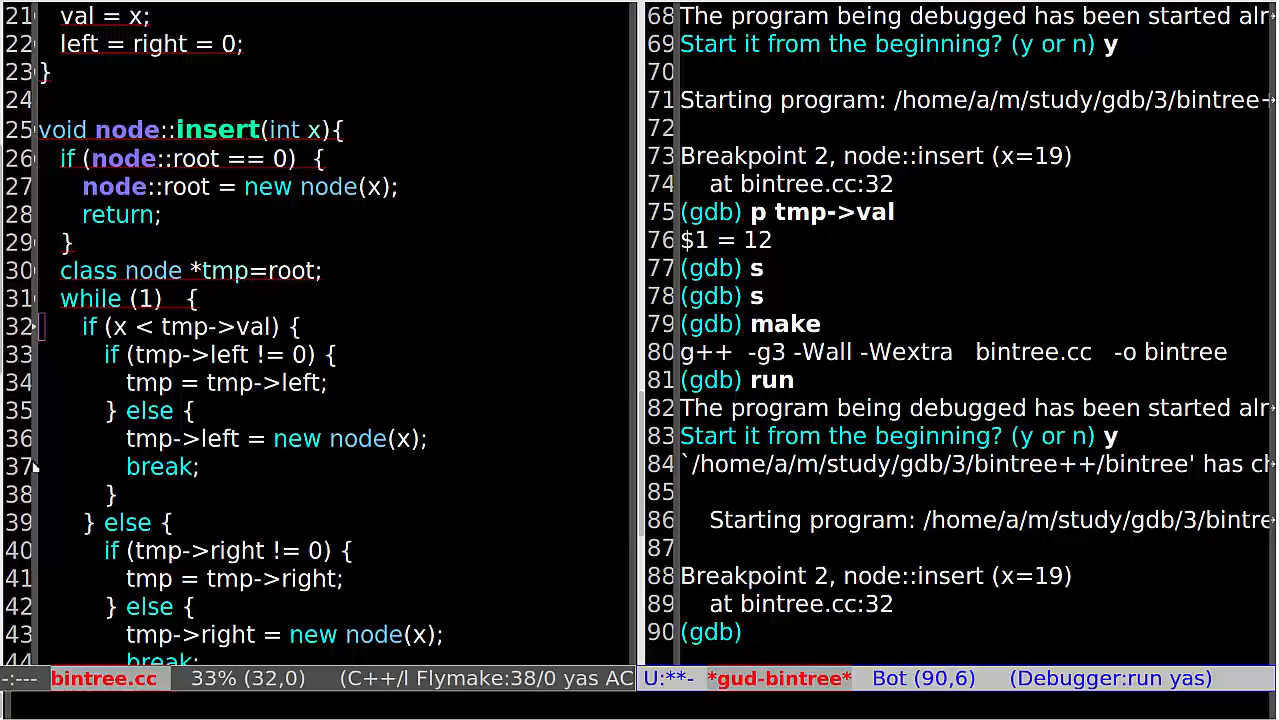 21 val = x;
22 left = right = 0;
23 }
24
25 void node::insert(int x){
26 if (node::root == 0)  {
27 node::root = new node(x);
28 return;
29 }
30 class node *tmp=root;
31 while (1)   {
32 if (x < tmp->val) {
33 if (tmp->left != 0) {
34 tmp = tmp->left;
35 } else {
36 tmp->left = new node(x);
37 break;
38 }
39 } else {
40 if (tmp->right != 0) {
41 tmp = tmp->right;
42 } else {
43 tmp->right = new node(x);
44 break;
-:--- bintree.cc 33% (32,0) (C++/l Flymake:38/0 yas AC
68 The program being debugged has been started alr
69 Start it from the beginning? (y or n) y
70
71 Starting program: /home/a/m/study/gdb/3/bintree+
72
73 Breakpoint 2, node::insert (x=19)
74 at bintree.cc:32
75 (gdb) p tmp->val
76 $1 = 12
77 (gdb) s
78 (gdb) s
79 (gdb) make
80 g++  -g3 -Wall -Wextra   bintree.cc   -o bintree
81 (gdb) run
82 The program being debugged has been started alr
83 Start it from the beginning? (y or n) y
84 `/home/a/m/study/gdb/3/bintree++/bintree' has ch
85
86 Starting program: /home/a/m/study/gdb/3/bintre
87
88 Breakpoint 2, node::insert (x=19)
89 at bintree.cc:32
90 (gdb)
U:**- *gud-bintree* Bot (90,6) (Debugger:run yas)